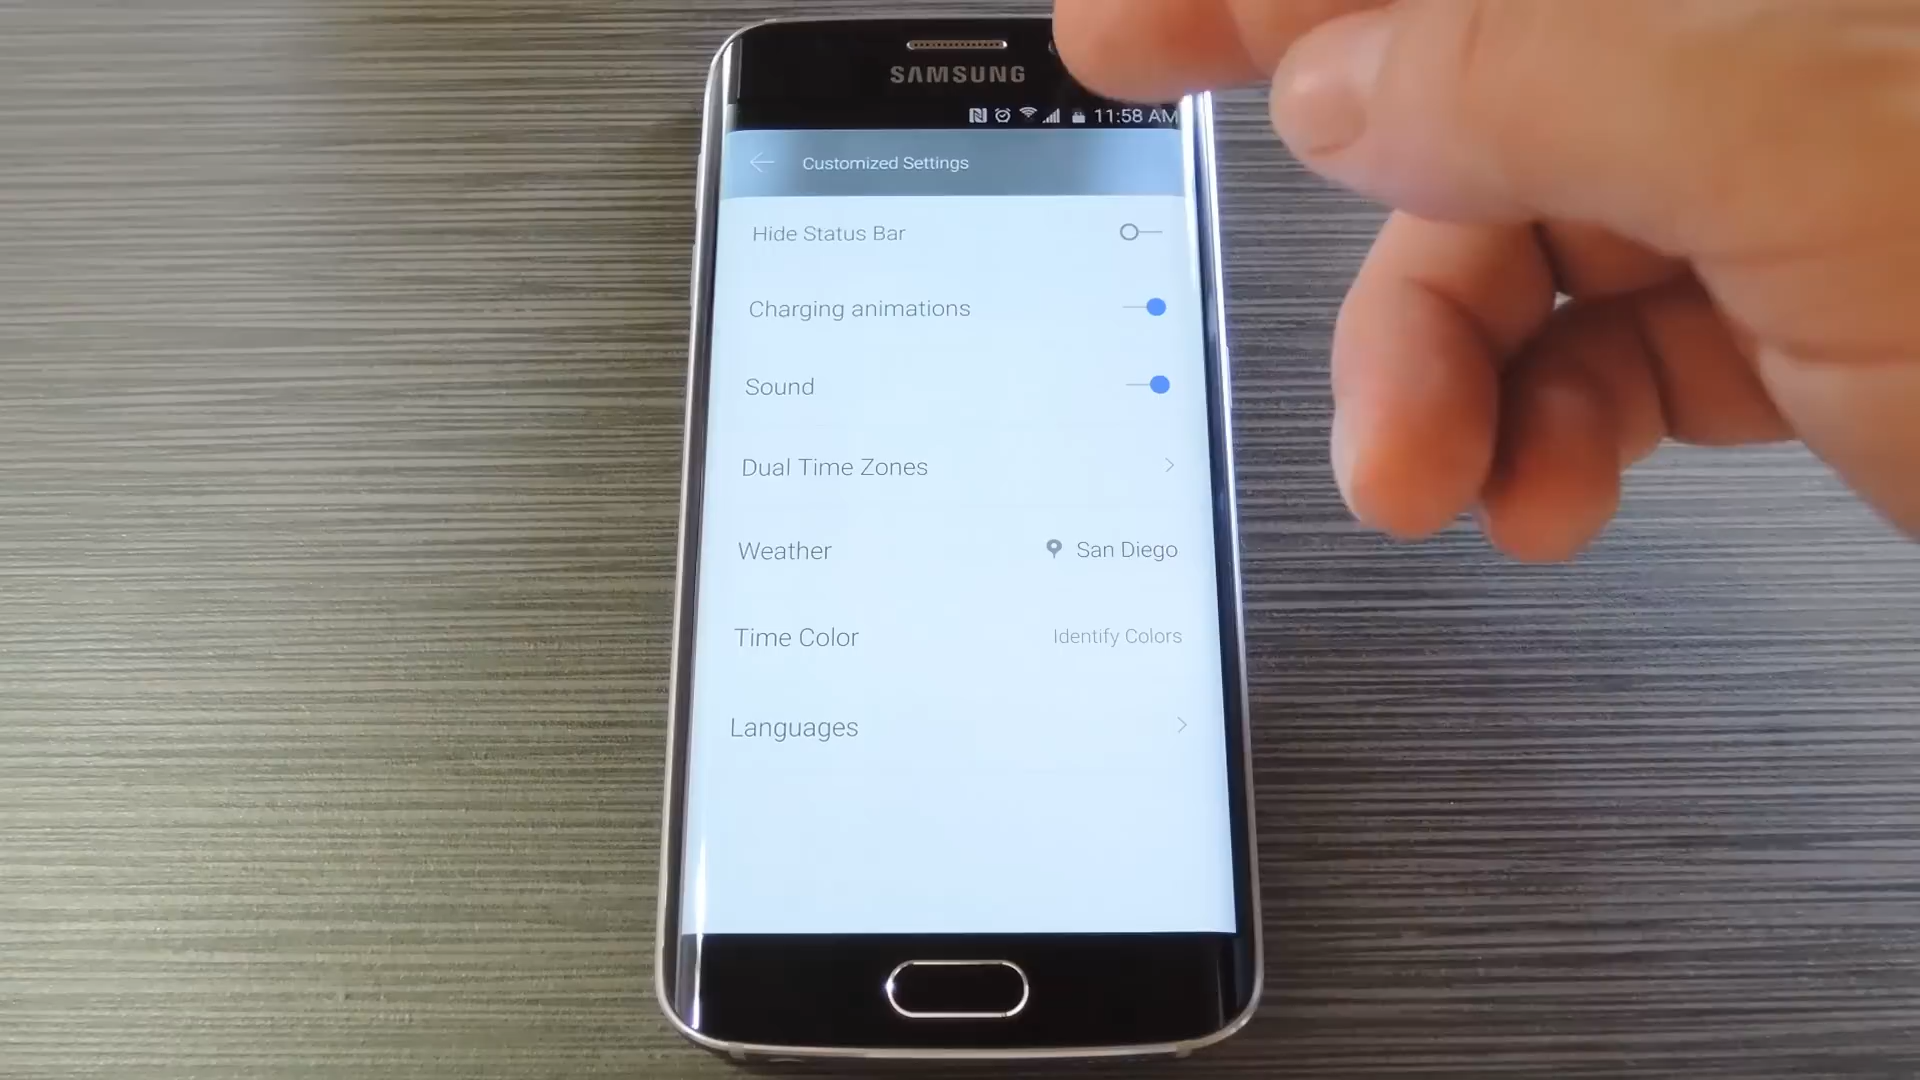 SAMSUNG
11:58 AM
Customized Settings
Hide Status Bar
Charging animations
Sound
Dual Time Zones
Weather San Diego
Time Color Identify Colors
Languages